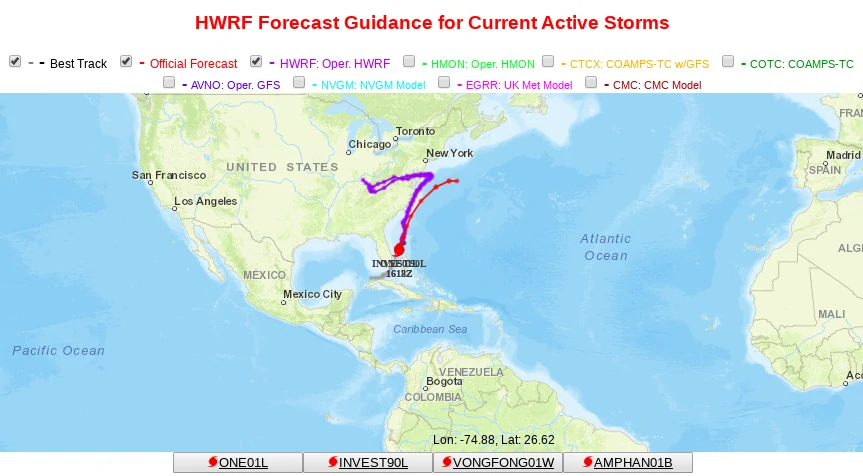 HWRF Forecast Guidance for Current Active Storms
- - Best Track - Official Forecast - HWRF: Oper. HWRF - HMON: Oper. HMON - CTCX: COAMPS-TC w/GFS - COTC: COAMPS-TC
- AVNO: Oper. GFS - NVGM: NVGM Model - EGRR: UK Met Model - CMC: CMC Model
Toronto
Chicago
New York
FRAN
Madrid
SPAIN
UNITED STATES
San Francisco
Los Angeles
Atlantic
Ocean
ALG
1618Z
MÉXICO
Mexico City
MALI
Caribbean Sea
Pacific Ocean
VENEZUELA
Bogota
COLOMBIA
Acc
Lon: -74.88, Lat: 26.62
ONE01L INVEST90L VONGFONG01W AMPHAN01B